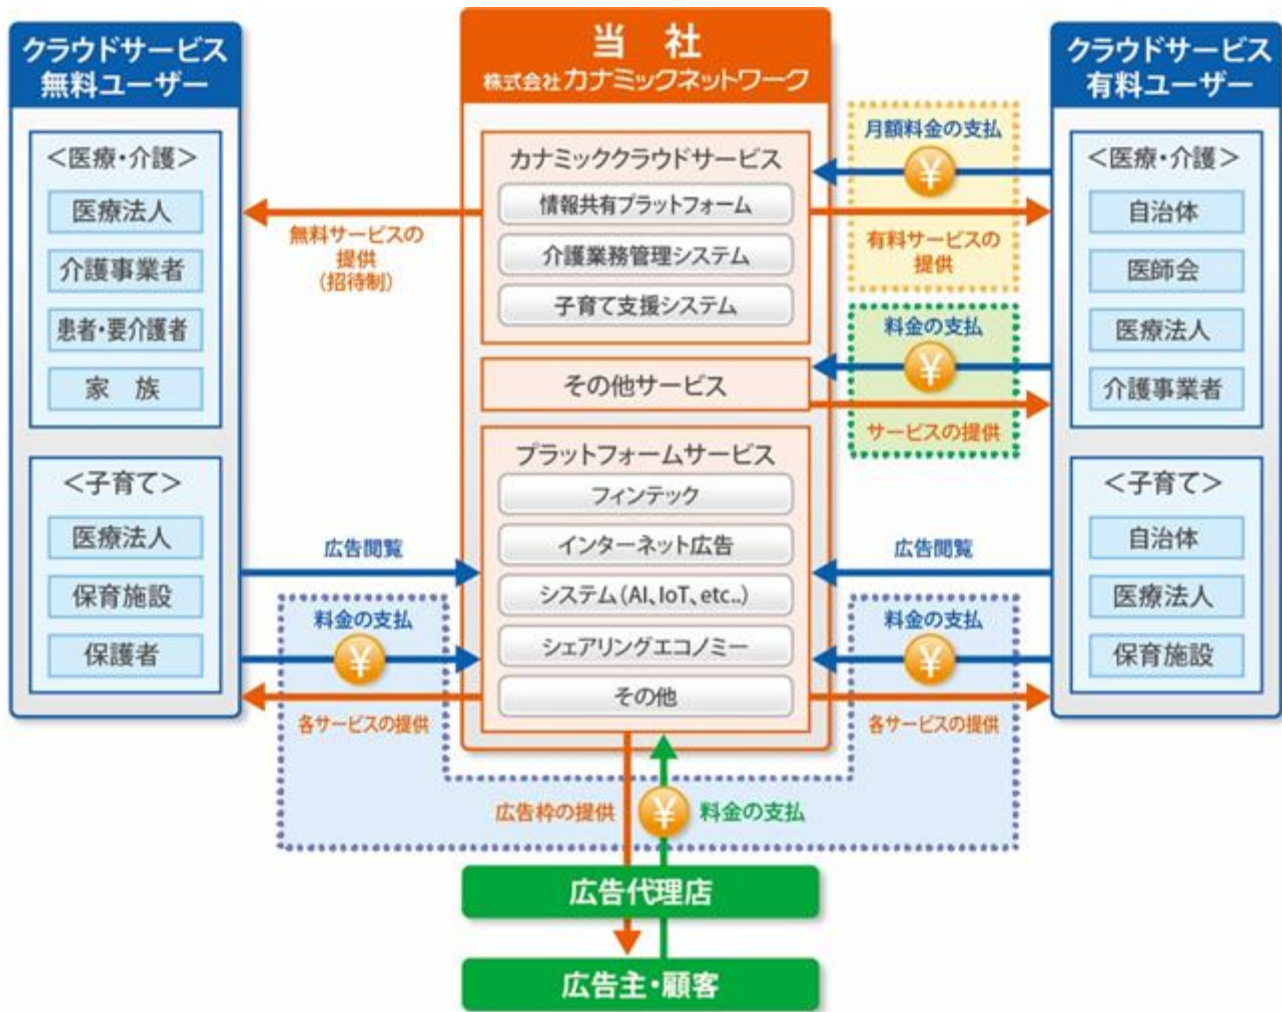 クラウドサービス
無料ユーザー
＜医療・介護＞
医療法人
介護事業者
患者・要介護者
家　族
＜子育て＞
医療法人
保育施設
保護者
無料サービスの
提供
（招待制）
広告閲覧
料金の支払
¥
各サービスの提供
当　社
株式会社カナミックネットワーク
カナミッククラウドサービス
情報共有プラットフォーム
介護業務管理システム
子育て支援システム
その他サービス
プラットフォームサービス
フィンテック
インターネット広告
システム（AI、IoT、etc..）
シェアリングエコノミー
その他
月額料金の支払
¥
有料サービスの
提供
料金の支払
¥
サービスの提供
広告閲覧
料金の支払
¥
各サービスの提供
クラウドサービス
有料ユーザー
＜医療・介護＞
自治体
医師会
医療法人
介護事業者
＜子育て＞
自治体
医療法人
保育施設
広告枠の提供
¥
料金の支払
広告代理店
広告主・顧客